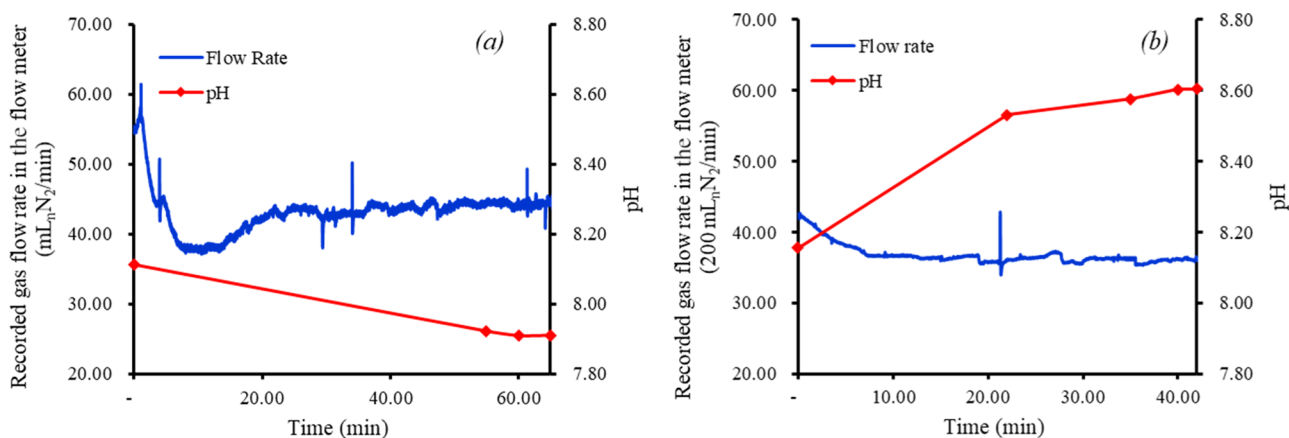 70.00
60.00
50.00
40.00
30.00
20.00
Recorded gas flow rate in the flow meter
(mLnN2/min)
(a)
Flow Rate
pH
8.80
8.60
8.40
8.20
8.00
7.80
pH
-
20.00
40.00
60.00
Time (min)
70.00
60.00
50.00
40.00
30.00
20.00
Recorded gas flow rate in the flow meter
(200 mLnN2/min)
(b)
Flow rate
pH
8.80
8.60
8.40
8.20
8.00
7.80
pH
-
10.00
20.00
30.00
40.00
Time (min)